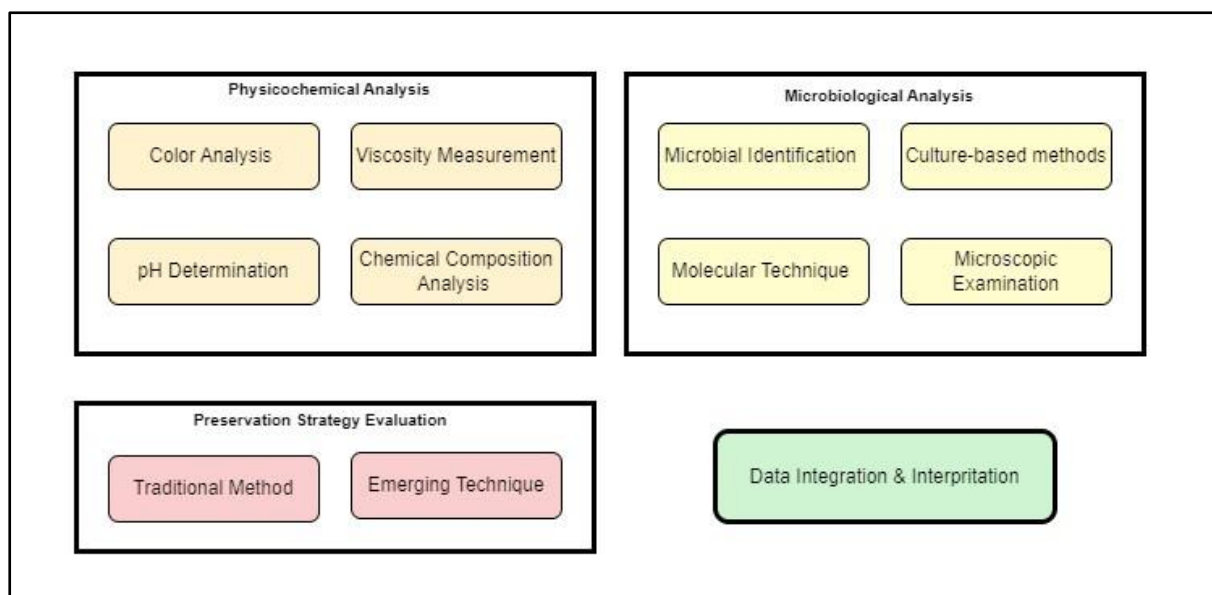 Physicochemical Analysis
Color Analysis
Viscosity Measurement
pH Determination
Chemical Composition
Analysis
Microbiological Analysis
Microbial Identification
Culture-based methods
Molecular Technique
Microscopic
Examination
Preservation Strategy Evaluation
Traditional Method
Emerging Technique
Data Integration & Interpritation